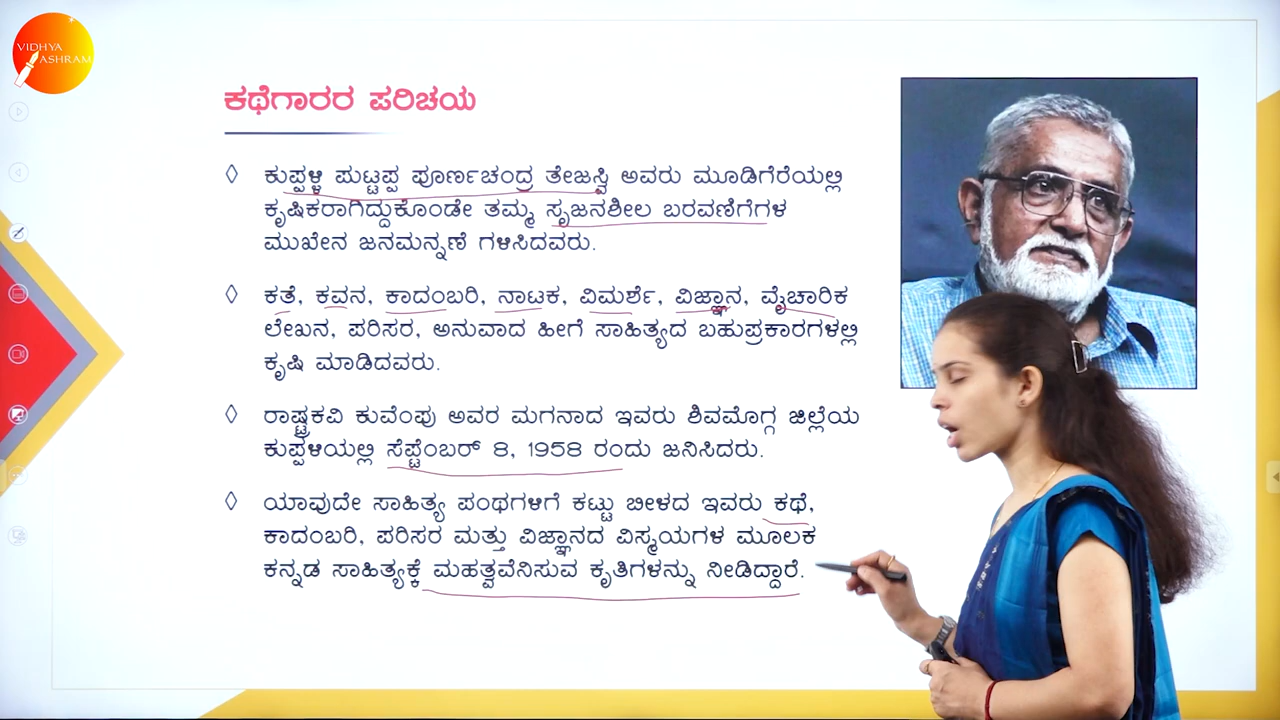 VIDHYA
ASHRAM
ಕಥೆಗಾರರ ಪರಿಚಯ
◊ ಕುಪ್ಪಳ್ಳಿ ಪುಟ್ಟಪ್ಪ ಪೂರ್ಣಚಂದ್ರ ತೇಜಸ್ವಿ ಅವರು ಮೂಡಿಗೆರೆಯಲ್ಲಿ
ಕೃಷಿಕರಾಗಿದ್ದುಕೊಂಡೇ ತಮ್ಮ ಸೃಜನಶೀಲ ಬರವಣಿಗೆಗಳ
ಮುಖೇನ ಜನಮನ್ನಣೆ ಗಳಿಸಿದವರು.
◊ ಕತೆ, ಕವನ, ಕಾದಂಬರಿ, ನಾಟಕ, ವಿಮರ್ಶೆ, ವಿಜ್ಞಾನ, ವೈಚಾರಿಕ
ಲೇಖನ, ಪರಿಸರ, ಅನುವಾದ ಹೀಗೆ ಸಾಹಿತ್ಯದ ಬಹುಪ್ರಕಾರಗಳಲ್ಲಿ
ಕೃಷಿ ಮಾಡಿದವರು.
◊ ರಾಷ್ಟ್ರಕವಿ ಕುವೆಂಪು ಅವರ ಮಗನಾದ ಇವರು ಶಿವಮೊಗ್ಗ ಜಿಲ್ಲೆಯ
ಕುಪ್ಪಳಿಯಲ್ಲಿ ಸೆಪ್ಟೆಂಬರ್ 8, 1958 ರಂದು ಜನಿಸಿದರು.
◊ ಯಾವುದೇ ಸಾಹಿತ್ಯ ಪಂಥಗಳಿಗೆ ಕಟ್ಟು ಬೀಳದ ಇವರು ಕಥೆ,
ಕಾದಂಬರಿ, ಪರಿಸರ ಮತ್ತು ವಿಜ್ಞಾನದ ವಿಸ್ಮಯಗಳ ಮೂಲಕ
ಕನ್ನಡ ಸಾಹಿತ್ಯಕ್ಕೆ ಮಹತ್ವವೆನಿಸುವ ಕೃತಿಗಳನ್ನು ನೀಡಿದ್ದಾರೆ.